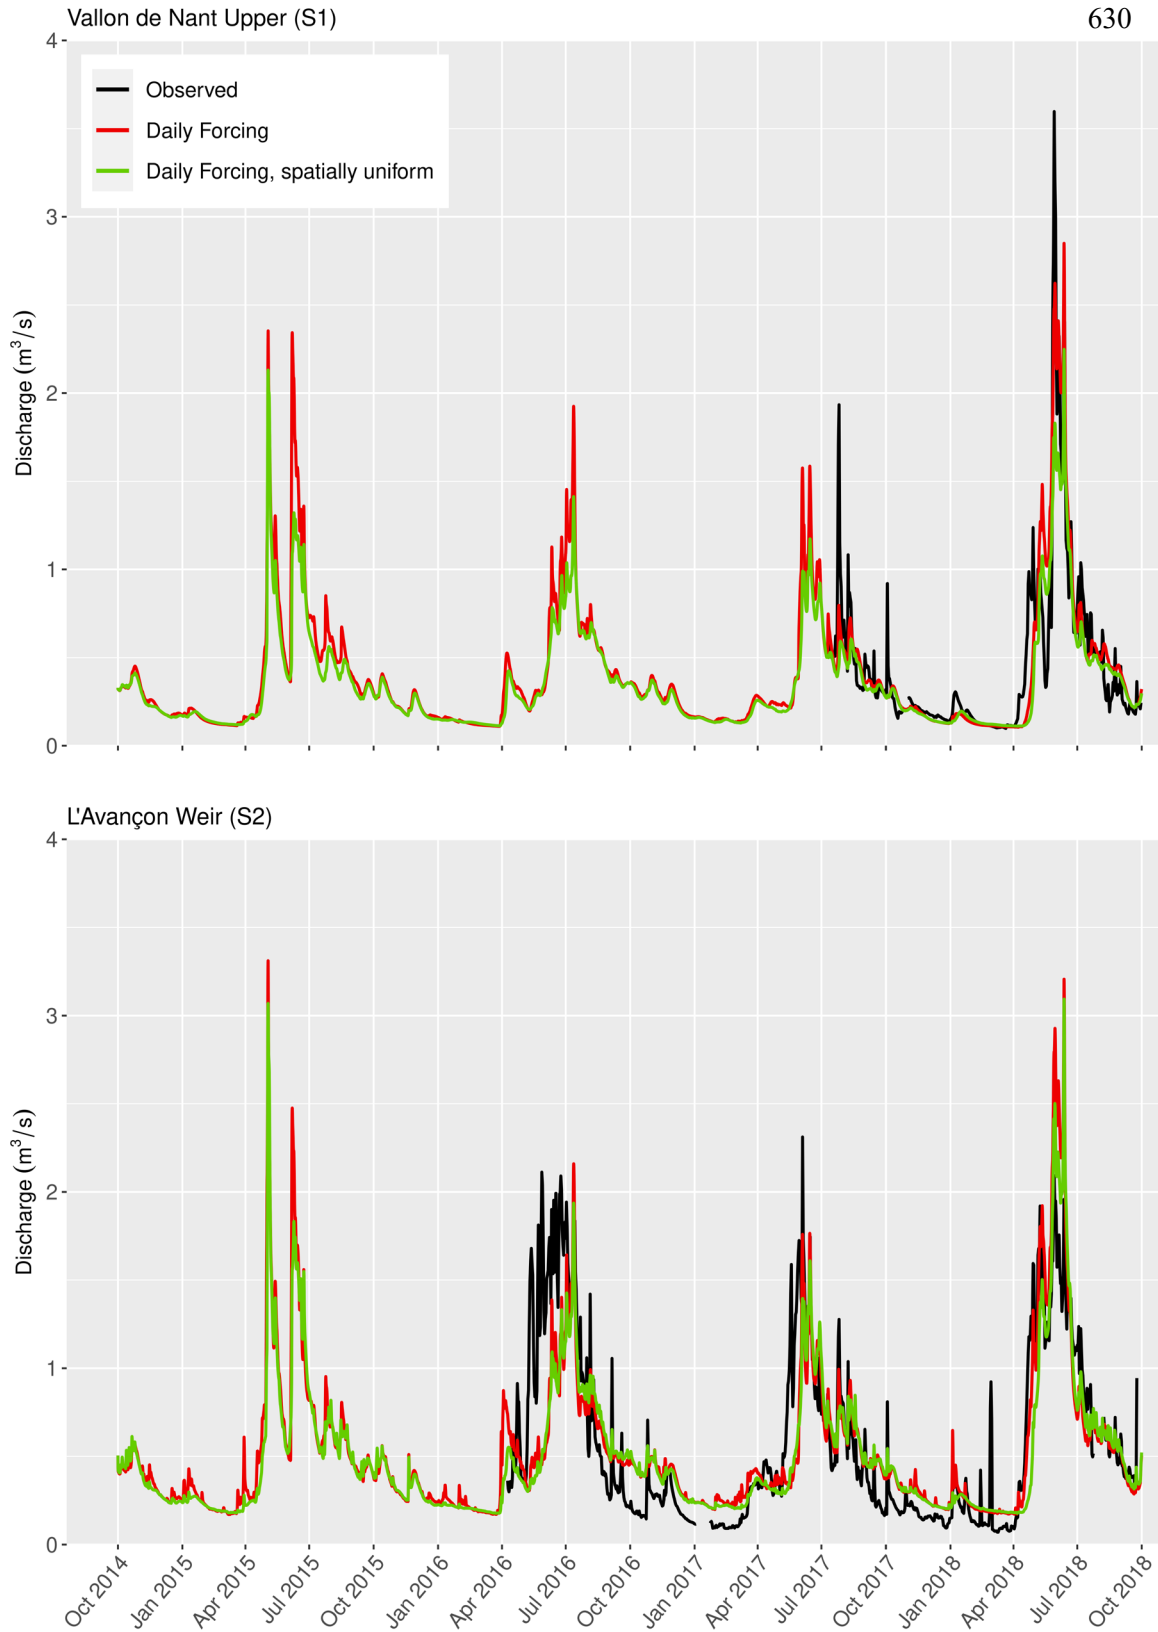 Vallon de Nant Upper (S1)
630
Observed
Daily Forcing
Daily Forcing, spatially uniform
4
3
2
1
0
Discharge (m³/s)
L'Avançon Weir (S2)
4
3
2
1
0
Discharge (m³/s)
Oct 2014
Jan 2015
Apr 2015
Jul 2015
Oct 2015
Jan 2016
Apr 2016
Jul 2016
Oct 2016
Jan 2017
Apr 2017
Jul 2017
Oct 2017
Jan 2018
Apr 2018
Jul 2018
Oct 2018